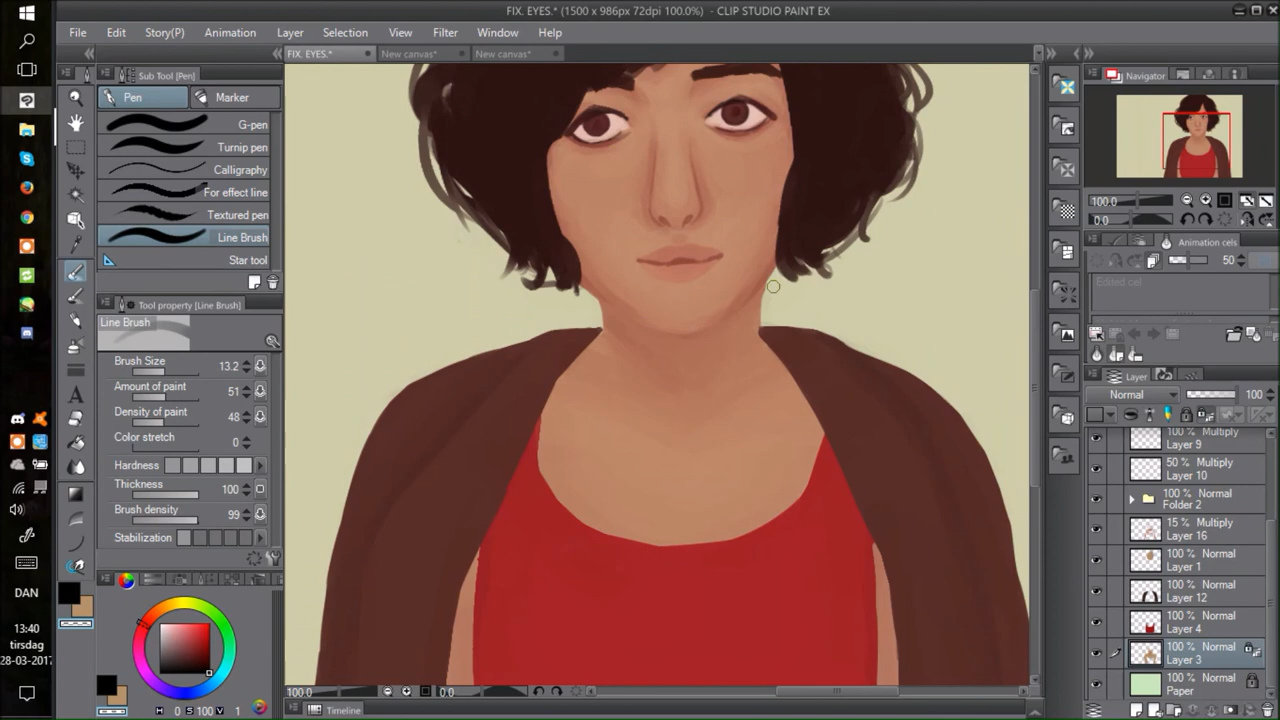 FIX. EYES.* (1500 x 986px 72dpi 100.0%) - CLIP STUDIO PAINT EX
File Edit Story(P) Animation Layer Selection View Filter Window Help
FIX. EYES.* New canvas* New canvas*
Sub Tool [Pen]
Pen Marker
G-pen
Turnip pen
Calligraphy
For effect line
Textured pen
Line Brush
Star tool
Tool property [Line Brush]
Line Brush
Brush Size 13.2
Amount of paint 51
Density of paint 48
Color stretch 0
Hardness
Thickness 100
Brush density 99
Stabilization
H 0 S 100 V 1
DAN
13:40
tirsdag
28-03-2017
100.0 0.0
Timeline
Navigator
100.0
0.0
Animation cels
50
Edited cel
Layer
Normal 100
100 % Multiply
Layer 9
50 % Multiply
Layer 10
100 % Normal
Folder 2
15 % Multiply
Layer 16
100 % Normal
Layer 1
100 % Normal
Layer 12
100 % Normal
Layer 4
100 % Normal
Layer 3
100 % Normal
Paper